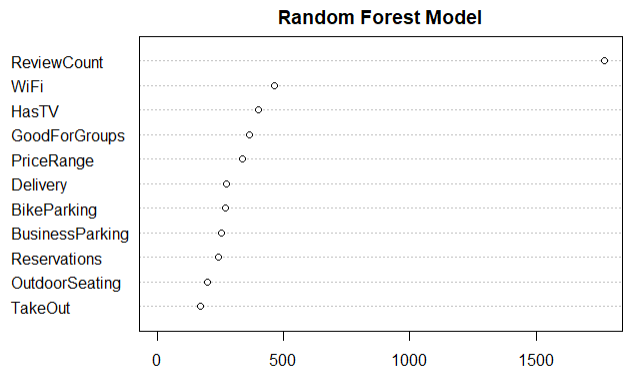 Random Forest Model
ReviewCount
WiFi
HasTV
GoodForGroups
PriceRange
Delivery
BikeParking
BusinessParking
Reservations
OutdoorSeating
TakeOut
0 500 1000 1500